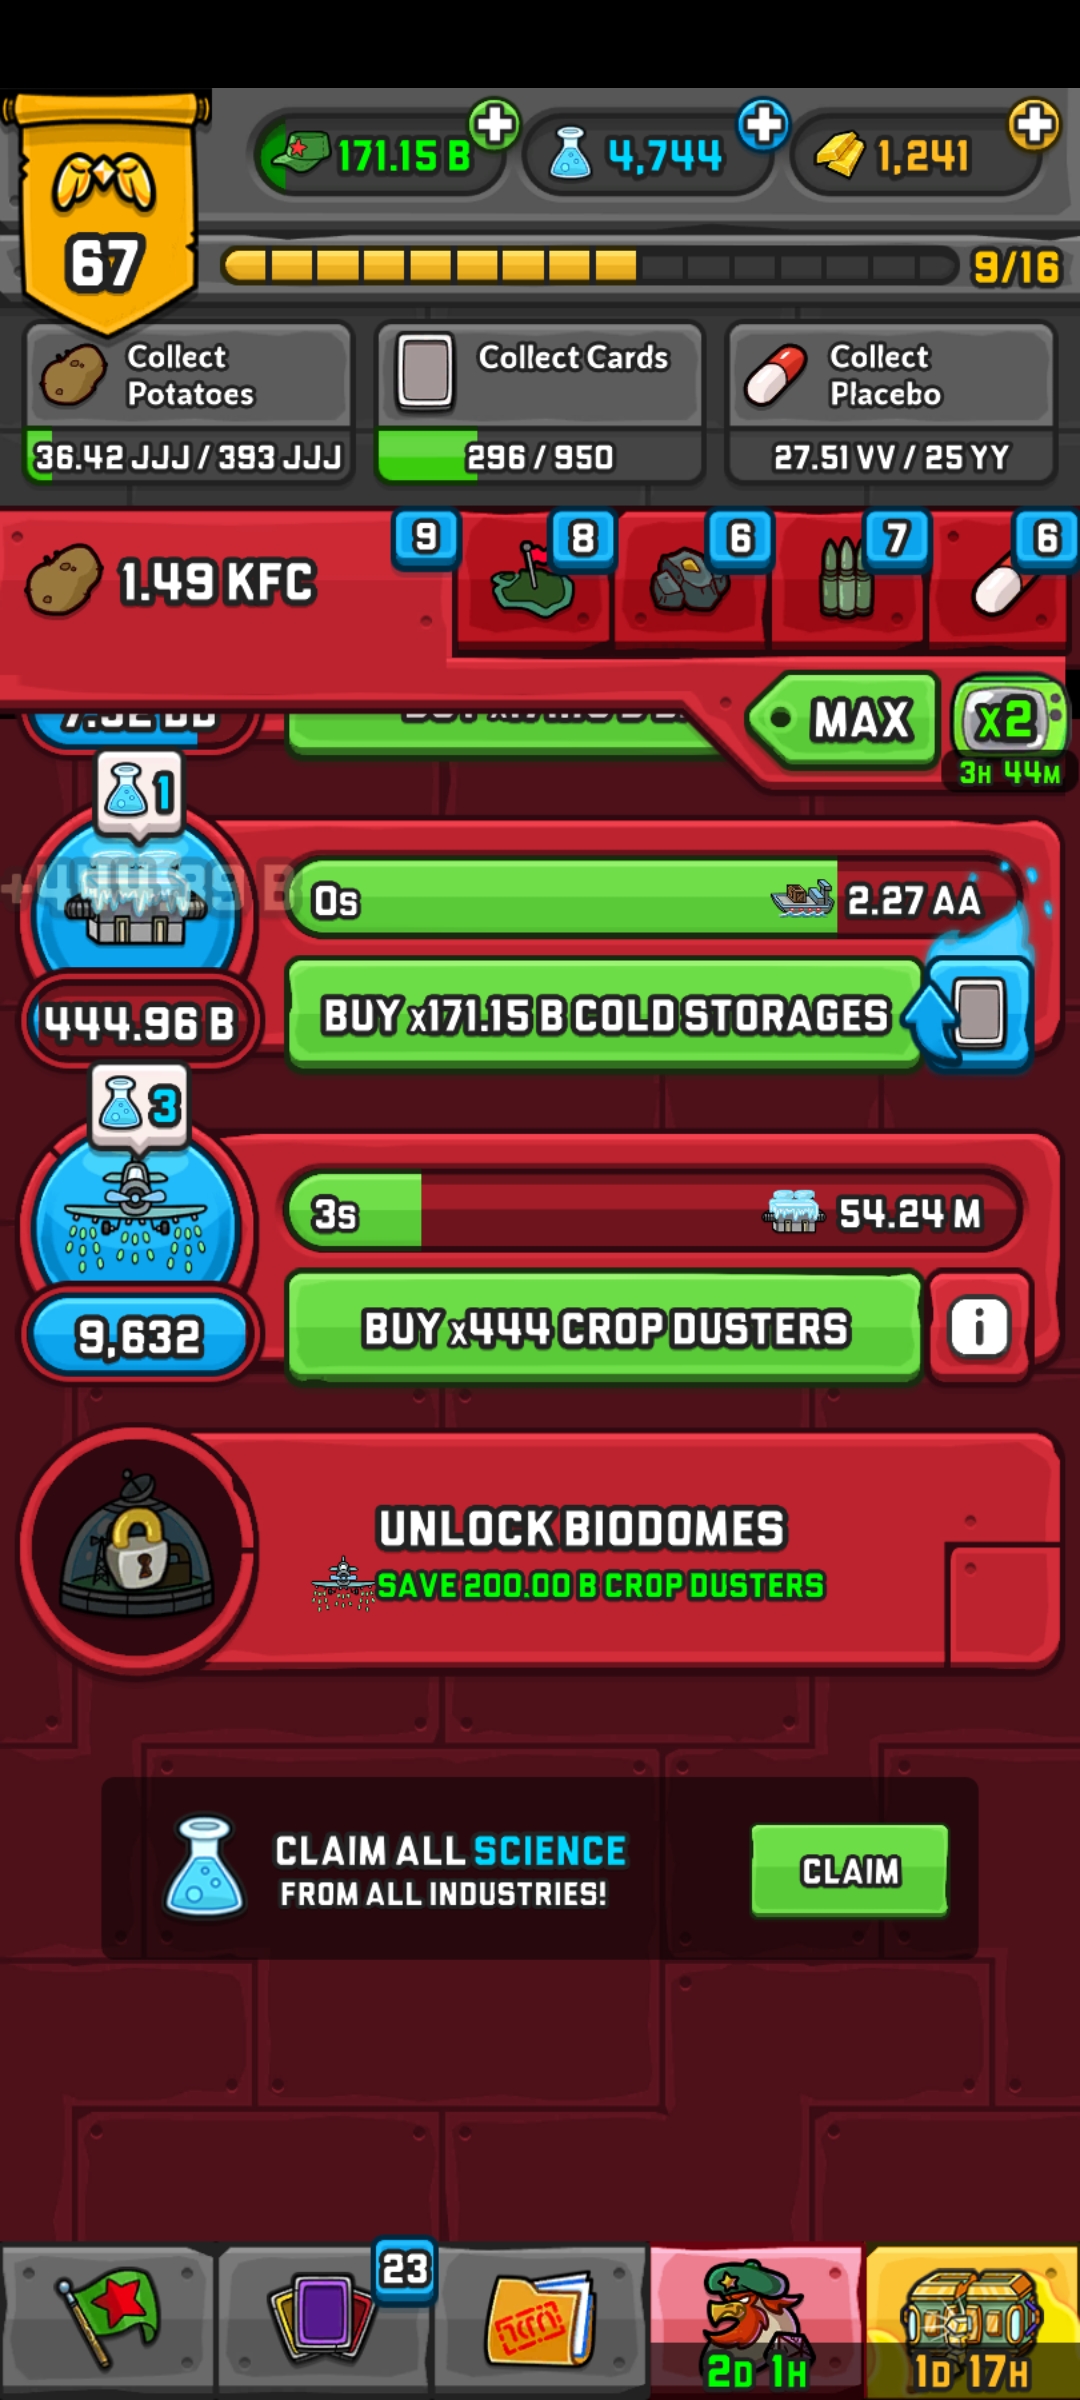 171.15 B
4,744
1,241
67
9/16
Collect
Potatoes
36.42 JJJ / 393 JJJ
Collect Cards
296 / 950
Collect
Placebo
27.51 VV / 25 YY
1.49 KFC
9
8
6
7
6
MAX
x2
3H 44M
1
0s
2.27 AA
444.96 B
BUY x171.15 B COLD STORAGES
3
3s
54.24 M
9,632
BUY x444 CROP DUSTERS
i
UNLOCK BIODOMES
SAVE 200.00 B CROP DUSTERS
CLAIM ALL SCIENCE
FROM ALL INDUSTRIES!
CLAIM
23
2D 1H
1D 17H